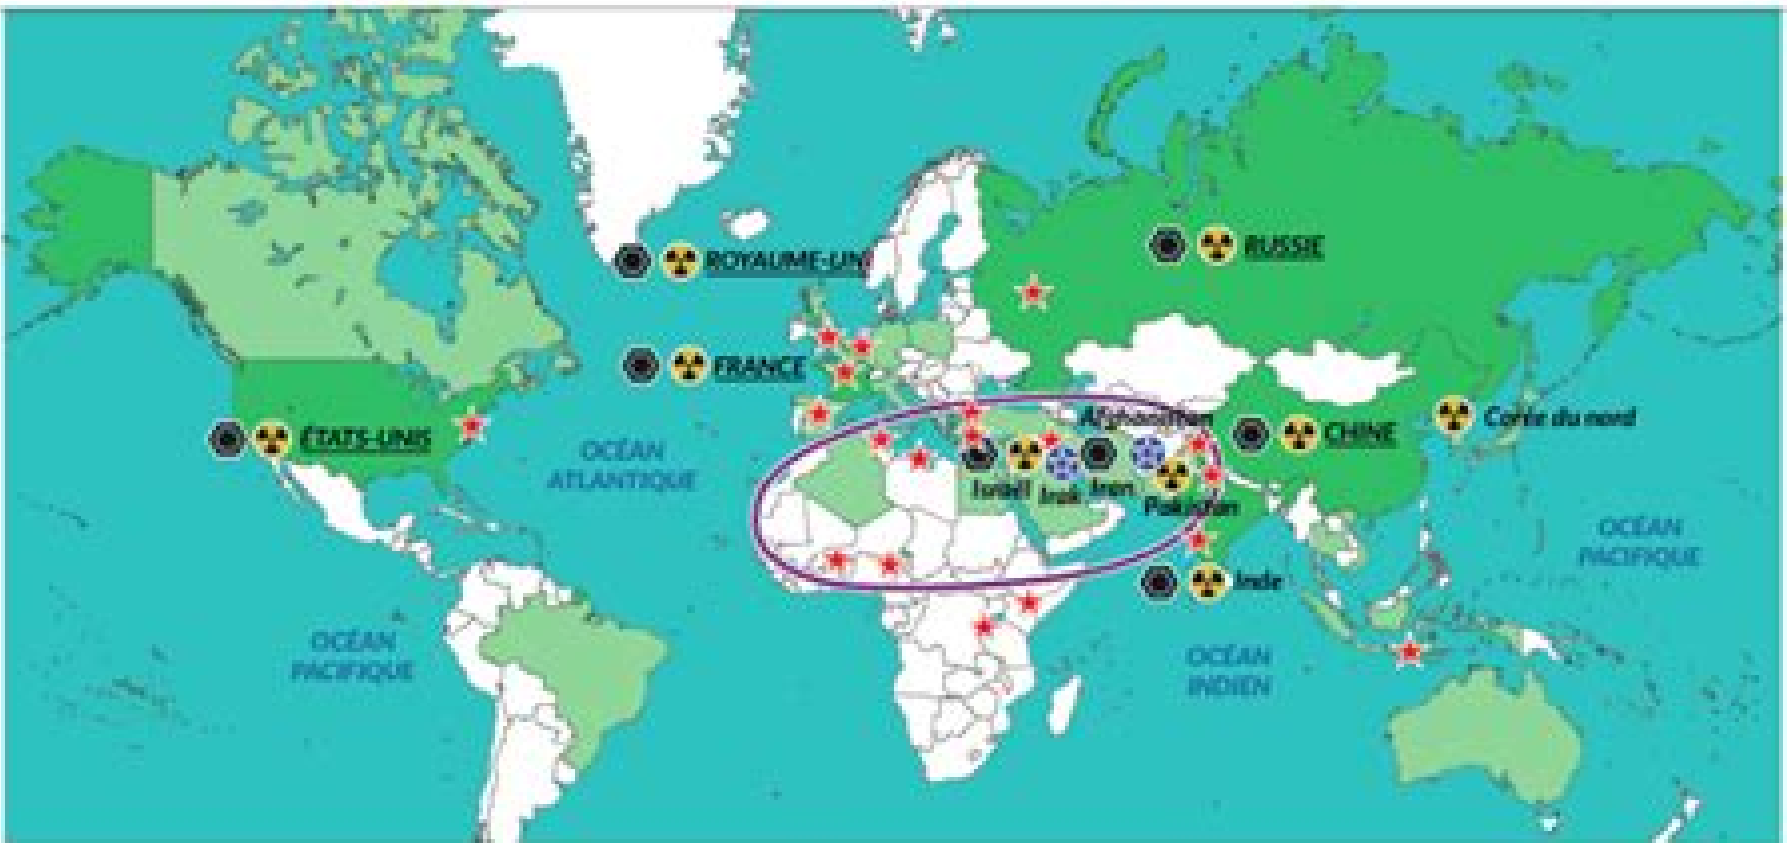 ROYAUME-UNI
RUSSIE
FRANCE
ÉTATS-UNIS
Afghanistan
CHINE
Corée du nord
OCÉAN
ATLANTIQUE
Israël
Irak
Iran
Pakistan
OCÉAN
PACIFIQUE
Inde
OCÉAN
PACIFIQUE
OCÉAN
INDIEN